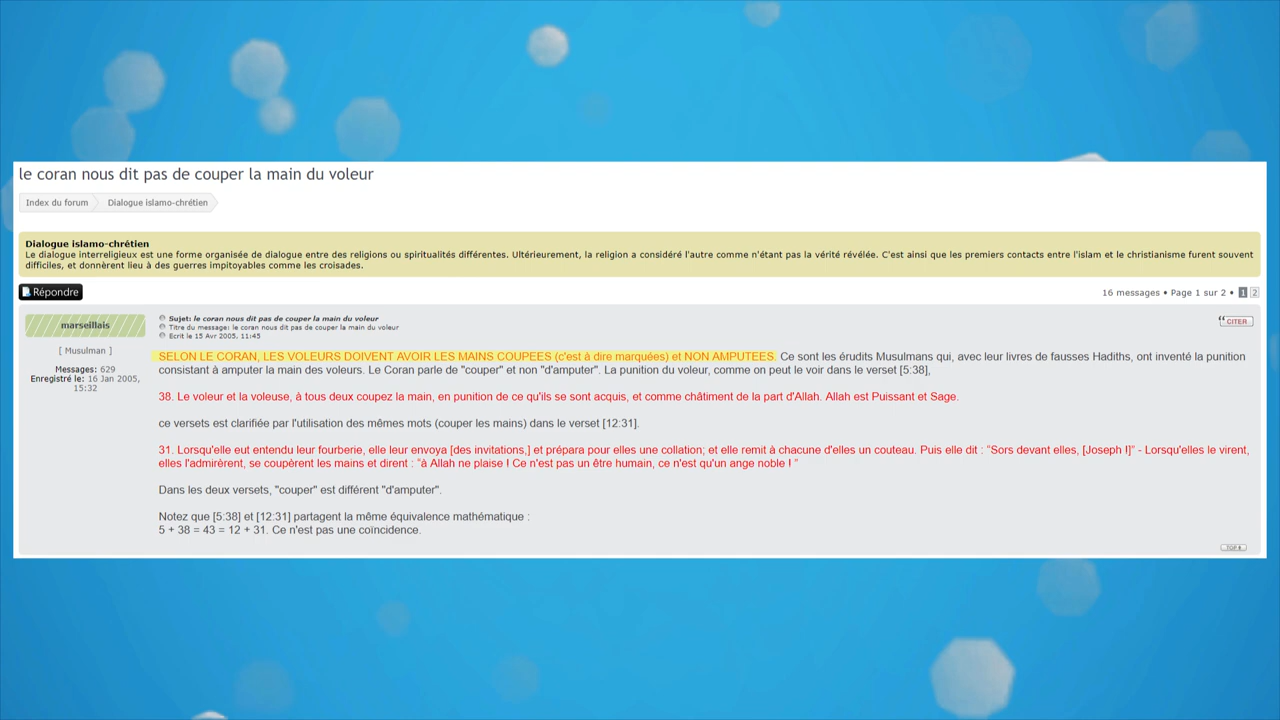 le coran nous dit pas de couper la main du voleur
Index du forum
Dialogue islamo-chrétien
Dialogue islamo-chrétien
Le dialogue interreligieux est une forme organisée de dialogue entre des religions ou spiritualités différentes. Ultérieurement, la religion a considéré l'autre comme n'étant pas la vérité révélée. C'est ainsi que les premiers contacts entre l'islam et le christianisme furent souvent
difficiles, et donnèrent lieu à des guerres impitoyables comme les croisades.
Répondre
16 messages • Page 1 sur 2 • 1 2
marseillais
[ Musulman ]
Messages: 629
Enregistré le: 16 Jan 2005,
15:32
Sujet: le coran nous dit pas de couper la main du voleur
Titre du message: le coran nous dit pas de couper la main du voleur
Ecrit le 15 Avr 2005, 11:45
CITER
SELON LE CORAN, LES VOLEURS DOIVENT AVOIR LES MAINS COUPEES (c'est à dire marquées) et NON AMPUTEES. Ce sont les érudits Musulmans qui, avec leur livres de fausses Hadiths, ont inventé la punition
consistant à amputer la main des voleurs. Le Coran parle de "couper" et non "d'amputer". La punition du voleur, comme on peut le voir dans le verset [5:38],
38. Le voleur et la voleuse, à tous deux coupez la main, en punition de ce qu'ils se sont acquis, et comme châtiment de la part d'Allah. Allah est Puissant et Sage.
ce versets est clarifiée par l'utilisation des mêmes mots (couper les mains) dans le verset [12:31].
31. Lorsqu'elle eut entendu leur fourberie, elle leur envoya [des invitations,] et prépara pour elles une collation; et elle remit à chacune d'elles un couteau. Puis elle dit : “Sors devant elles, [Joseph !]” - Lorsqu'elles le virent,
elles l'admirèrent, se coupèrent les mains et dirent : “à Allah ne plaise ! Ce n'est pas un être humain, ce n'est qu'un ange noble ! “
Dans les deux versets, "couper" est différent "d'amputer".
Notez que [5:38] et [12:31] partagent la même équivalence mathématique :
5 + 38 = 43 = 12 + 31. Ce n'est pas une coïncidence.
TOP